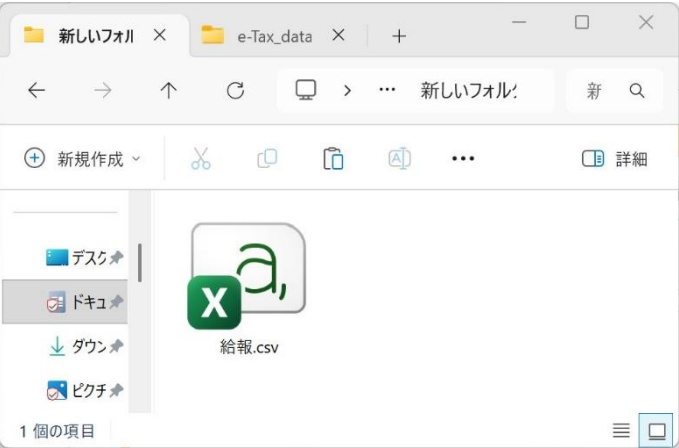 新しいフォル
e-Tax_data
新しいフォルダ
新
新規作成
詳細
デスク
ドキュ
ダウン
ピクチ
a,
X
給報.csv
1 個の項目